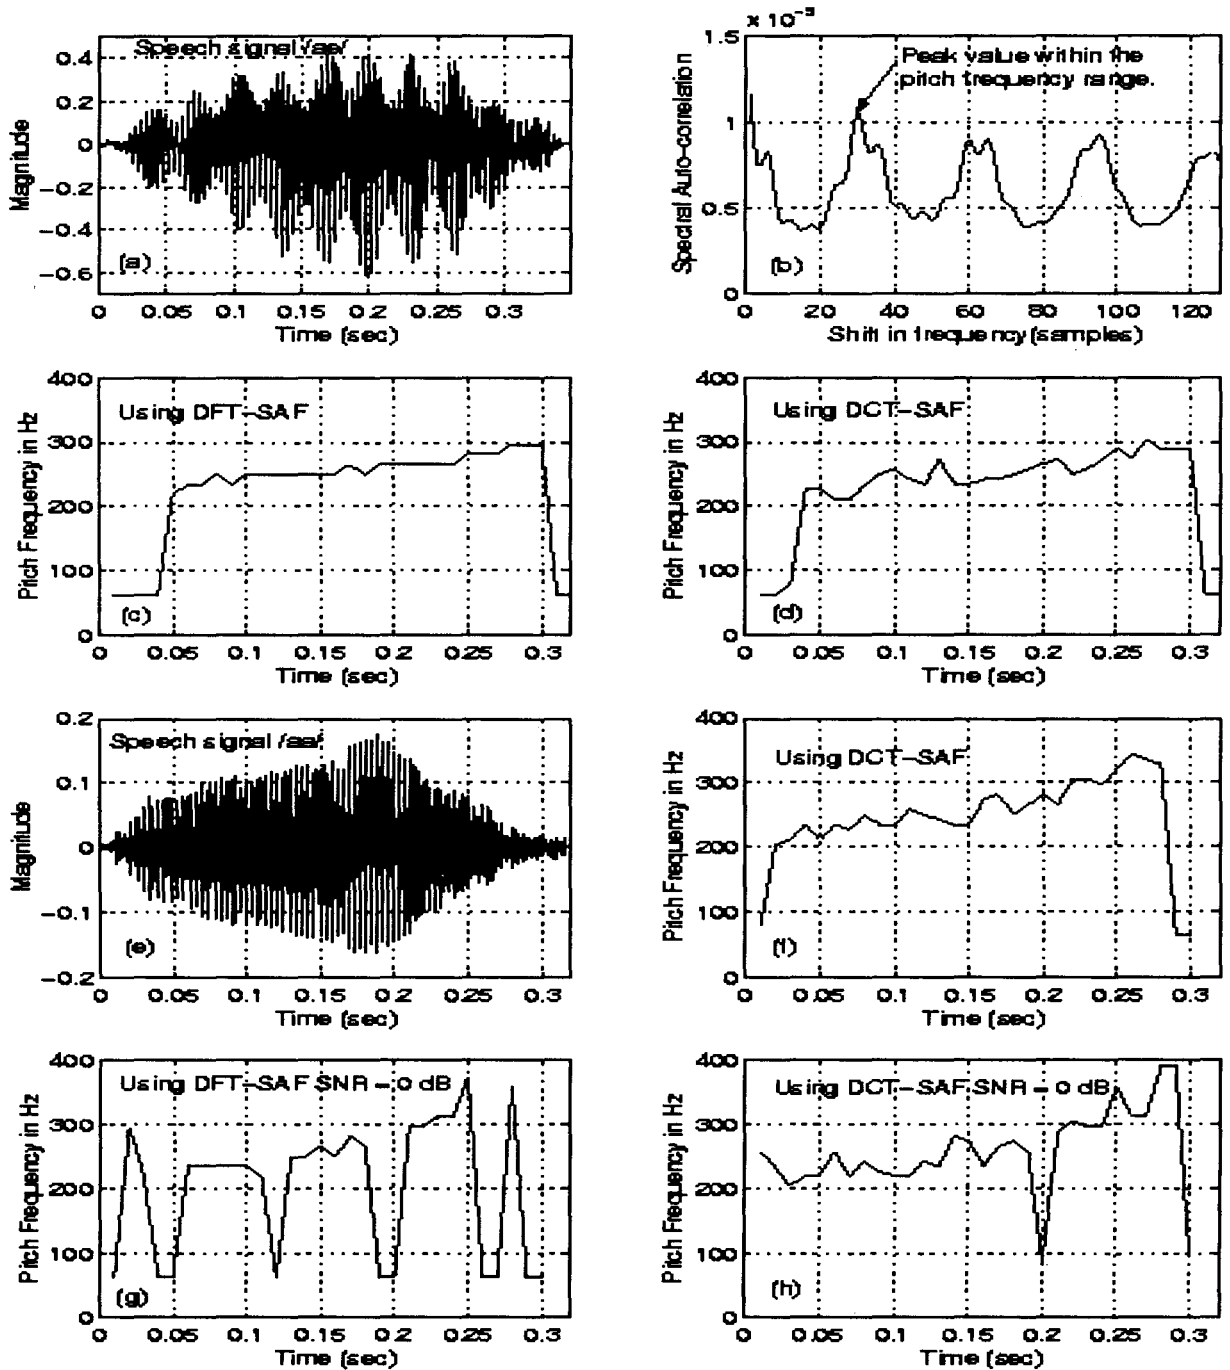 Speech signal /ae/
Magnitude
0.4
0.2
0
−0.2
−0.4
−0.6
(a)
0 0.05 0.1 0.15 0.2 0.25 0.3
Time (sec)
x 10⁻³
Peak value within the
pitch frequency range.
Spectral Auto-correlation
1.5
1
0.5
0
(b)
0 20 40 60 80 100 120
Shift in frequency (samples)
Using DFT−SAF
Pitch Frequency in Hz
400
300
200
100
0
(c)
0 0.05 0.1 0.15 0.2 0.25 0.3
Time (sec)
Using DCT−SAF
Pitch Frequency in Hz
400
300
200
100
0
(d)
0 0.05 0.1 0.15 0.2 0.25 0.3
Time (sec)
Speech signal /aa/
Magnitude
0.2
0.1
0
−0.1
−0.2
(e)
0 0.05 0.1 0.15 0.2 0.25 0.3
Time (sec)
Using DCT−SAF
Pitch Frequency in Hz
400
300
200
100
0
(f)
0 0.05 0.1 0.15 0.2 0.25 0.3
Time (sec)
Using DFT−SAF SNR = 0 dB
Pitch Frequency in Hz
400
300
200
100
0
(g)
0 0.05 0.1 0.15 0.2 0.25 0.3
Time (sec)
Using DCT−SAF SNR = 0 dB
Pitch Frequency in Hz
400
300
200
100
0
(h)
0 0.05 0.1 0.15 0.2 0.25 0.3
Time (sec)